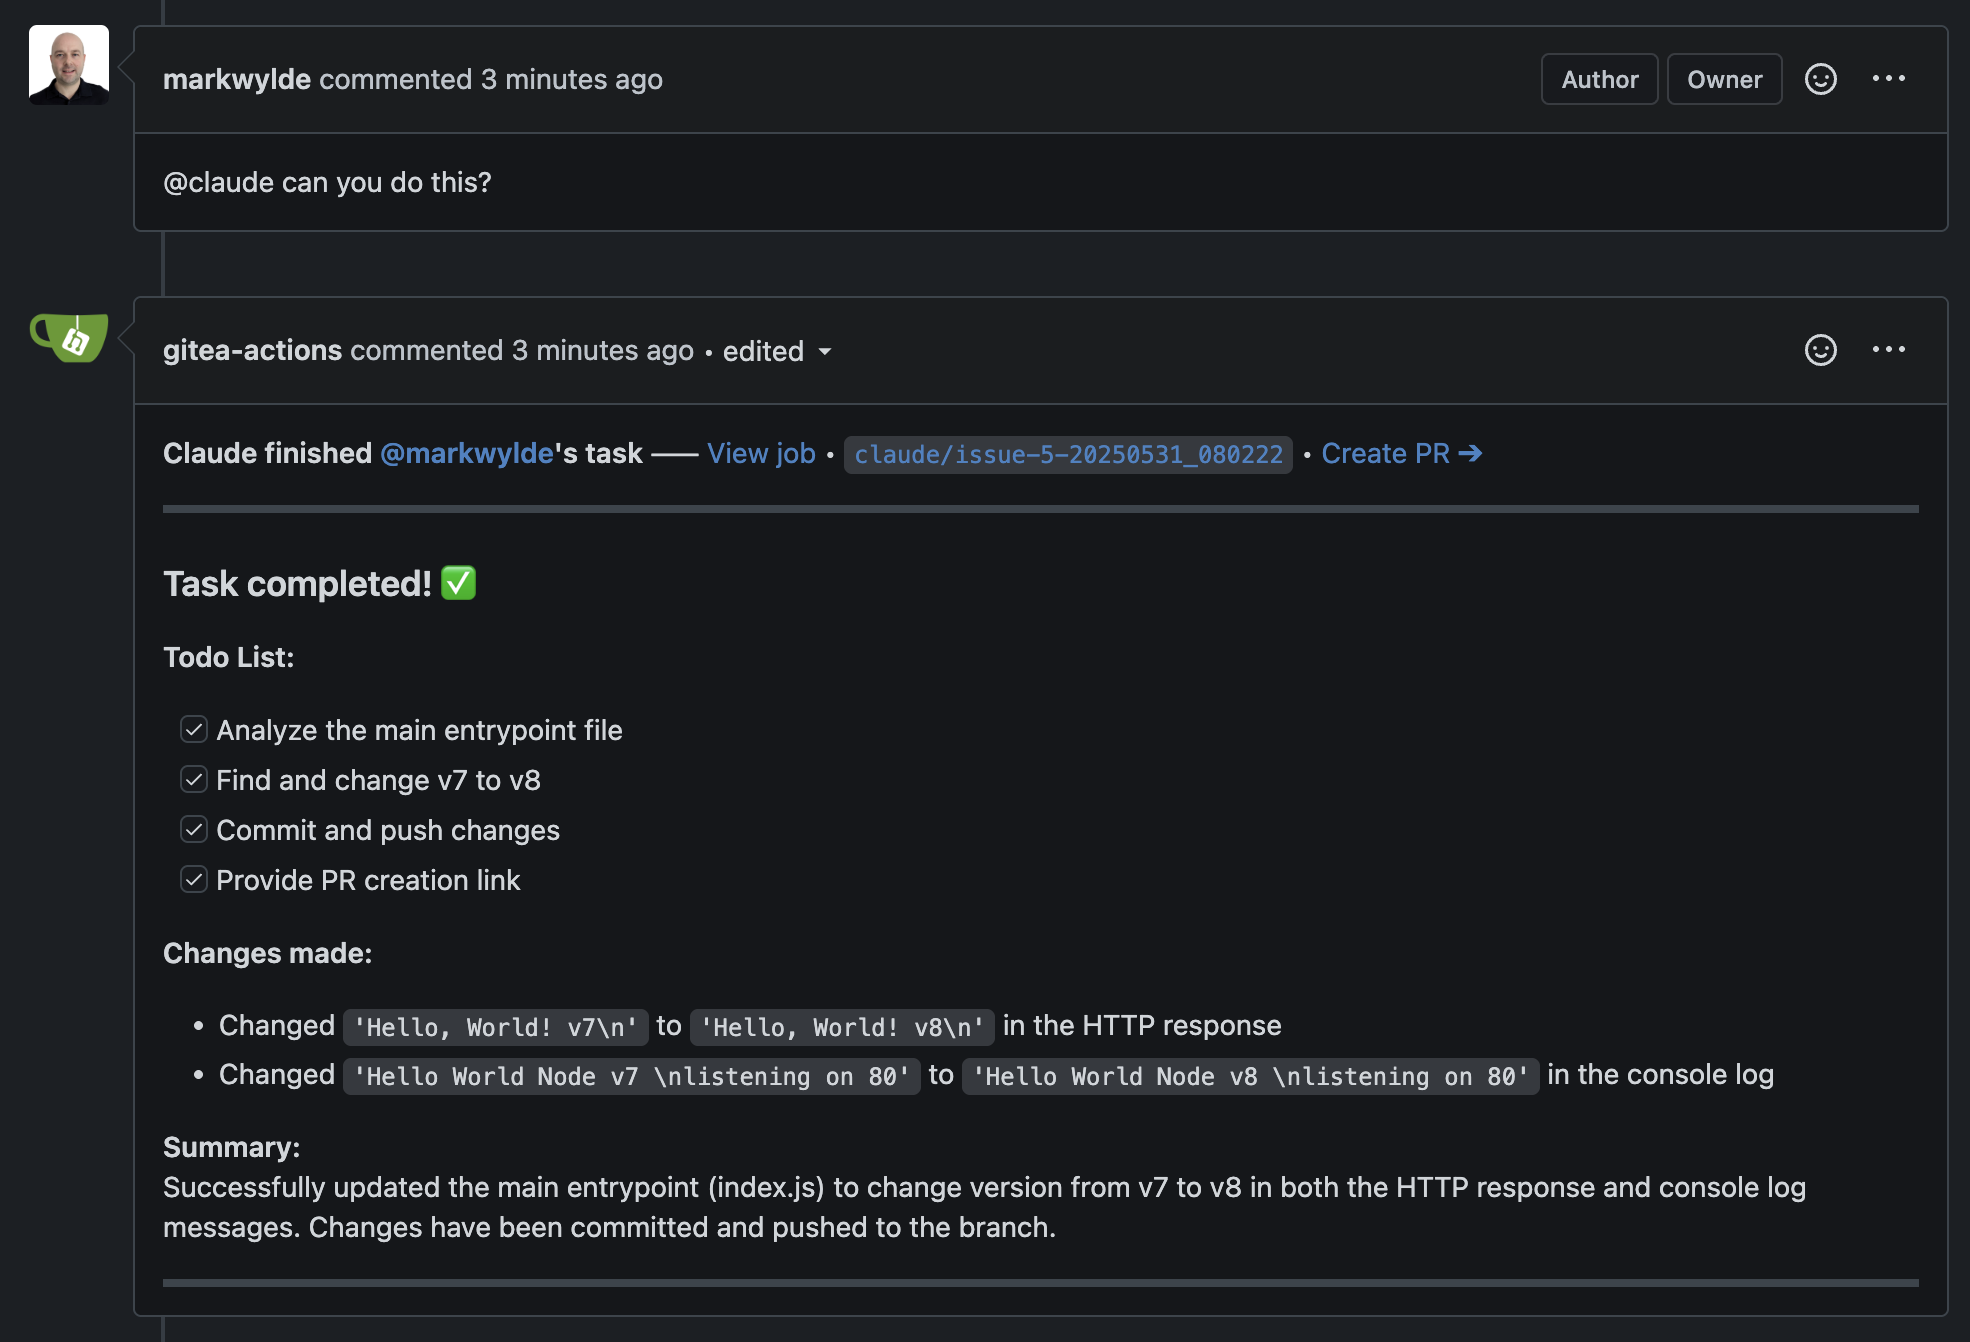 markwylde commented 3 minutes ago Author Owner
@claude can you do this?
gitea-actions commented 3 minutes ago • edited
Claude finished @markwylde's task —— View job • claude/issue-5-20250531_080222 • Create PR ➔
Task completed! ✅
Todo List:
Analyze the main entrypoint file
Find and change v7 to v8
Commit and push changes
Provide PR creation link
Changes made:
• Changed 'Hello, World! v7\n' to 'Hello, World! v8\n' in the HTTP response
• Changed 'Hello World Node v7 \nlistening on 80' to 'Hello World Node v8 \nlistening on 80' in the console log
Summary:
Successfully updated the main entrypoint (index.js) to change version from v7 to v8 in both the HTTP response and console log
messages. Changes have been committed and pushed to the branch.